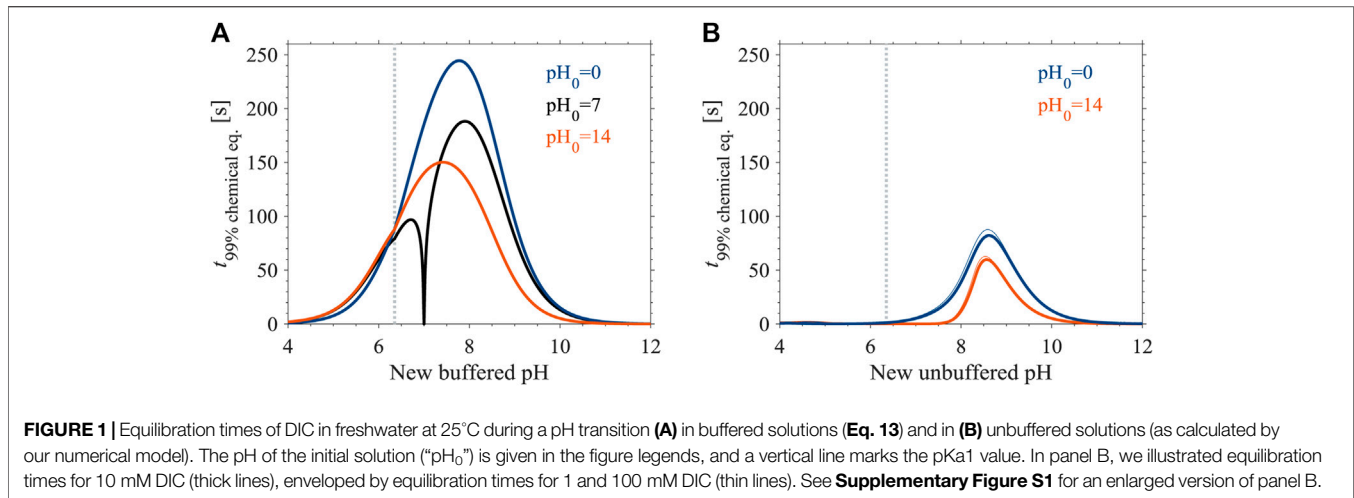 A
B
250
200
150
100
50
0
t99% chemical eq. [s]
pH0=0
pH0=7
pH0=14
4 6 8 10 12
New buffered pH
250
200
150
100
50
0
t99% chemical eq. [s]
pH0=0
pH0=14
4 6 8 10 12
New unbuffered pH
FIGURE 1 | Equilibration times of DIC in freshwater at 25°C during a pH transition (A) in buffered solutions (Eq. 13) and in (B) unbuffered solutions (as calculated by
our numerical model). The pH of the initial solution (“pH0”) is given in the figure legends, and a vertical line marks the pKa1 value. In panel B, we illustrated equilibration
times for 10 mM DIC (thick lines), enveloped by equilibration times for 1 and 100 mM DIC (thin lines). See Supplementary Figure S1 for an enlarged version of panel B.